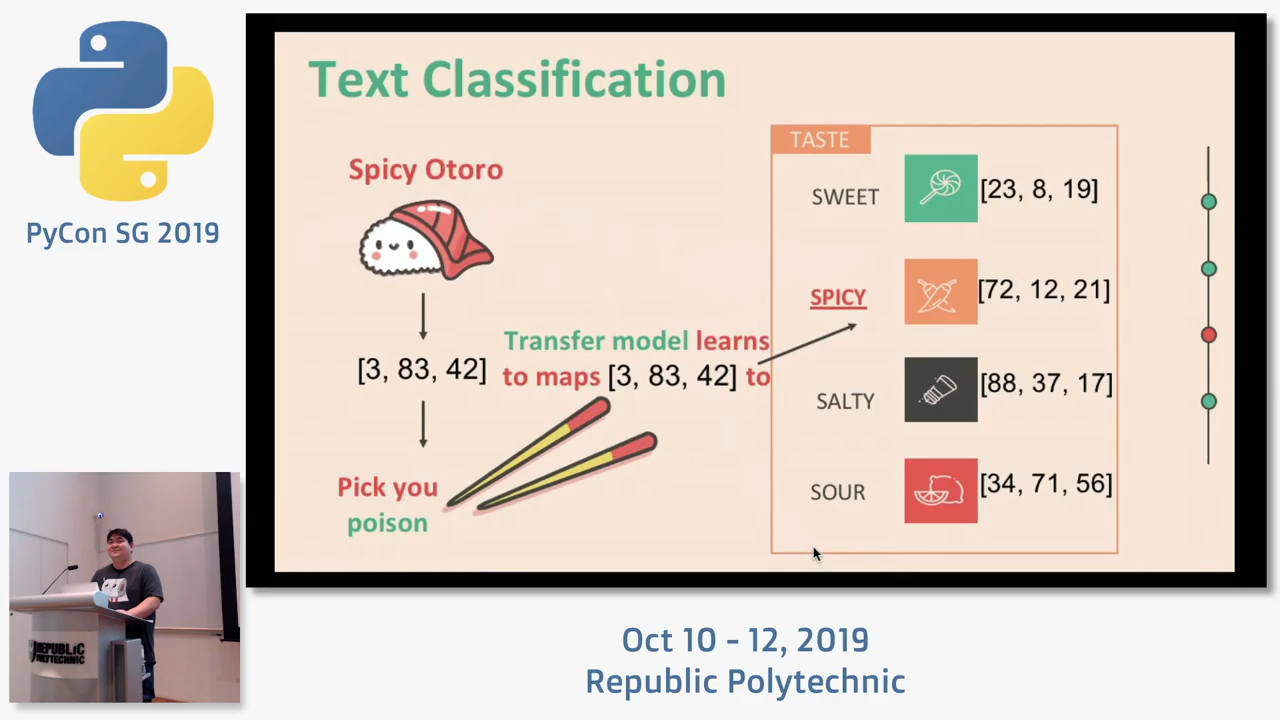 PyCon SG 2019
Text Classification
Spicy Otoro
[3, 83, 42]
Transfer model learns
to maps [3, 83, 42] to
Pick you
poison
TASTE
SWEET [23, 8, 19]
SPICY [72, 12, 21]
SALTY [88, 37, 17]
SOUR [34, 71, 56]
REPUBLIC
POLYTECHNIC
Oct 10 - 12, 2019
Republic Polytechnic